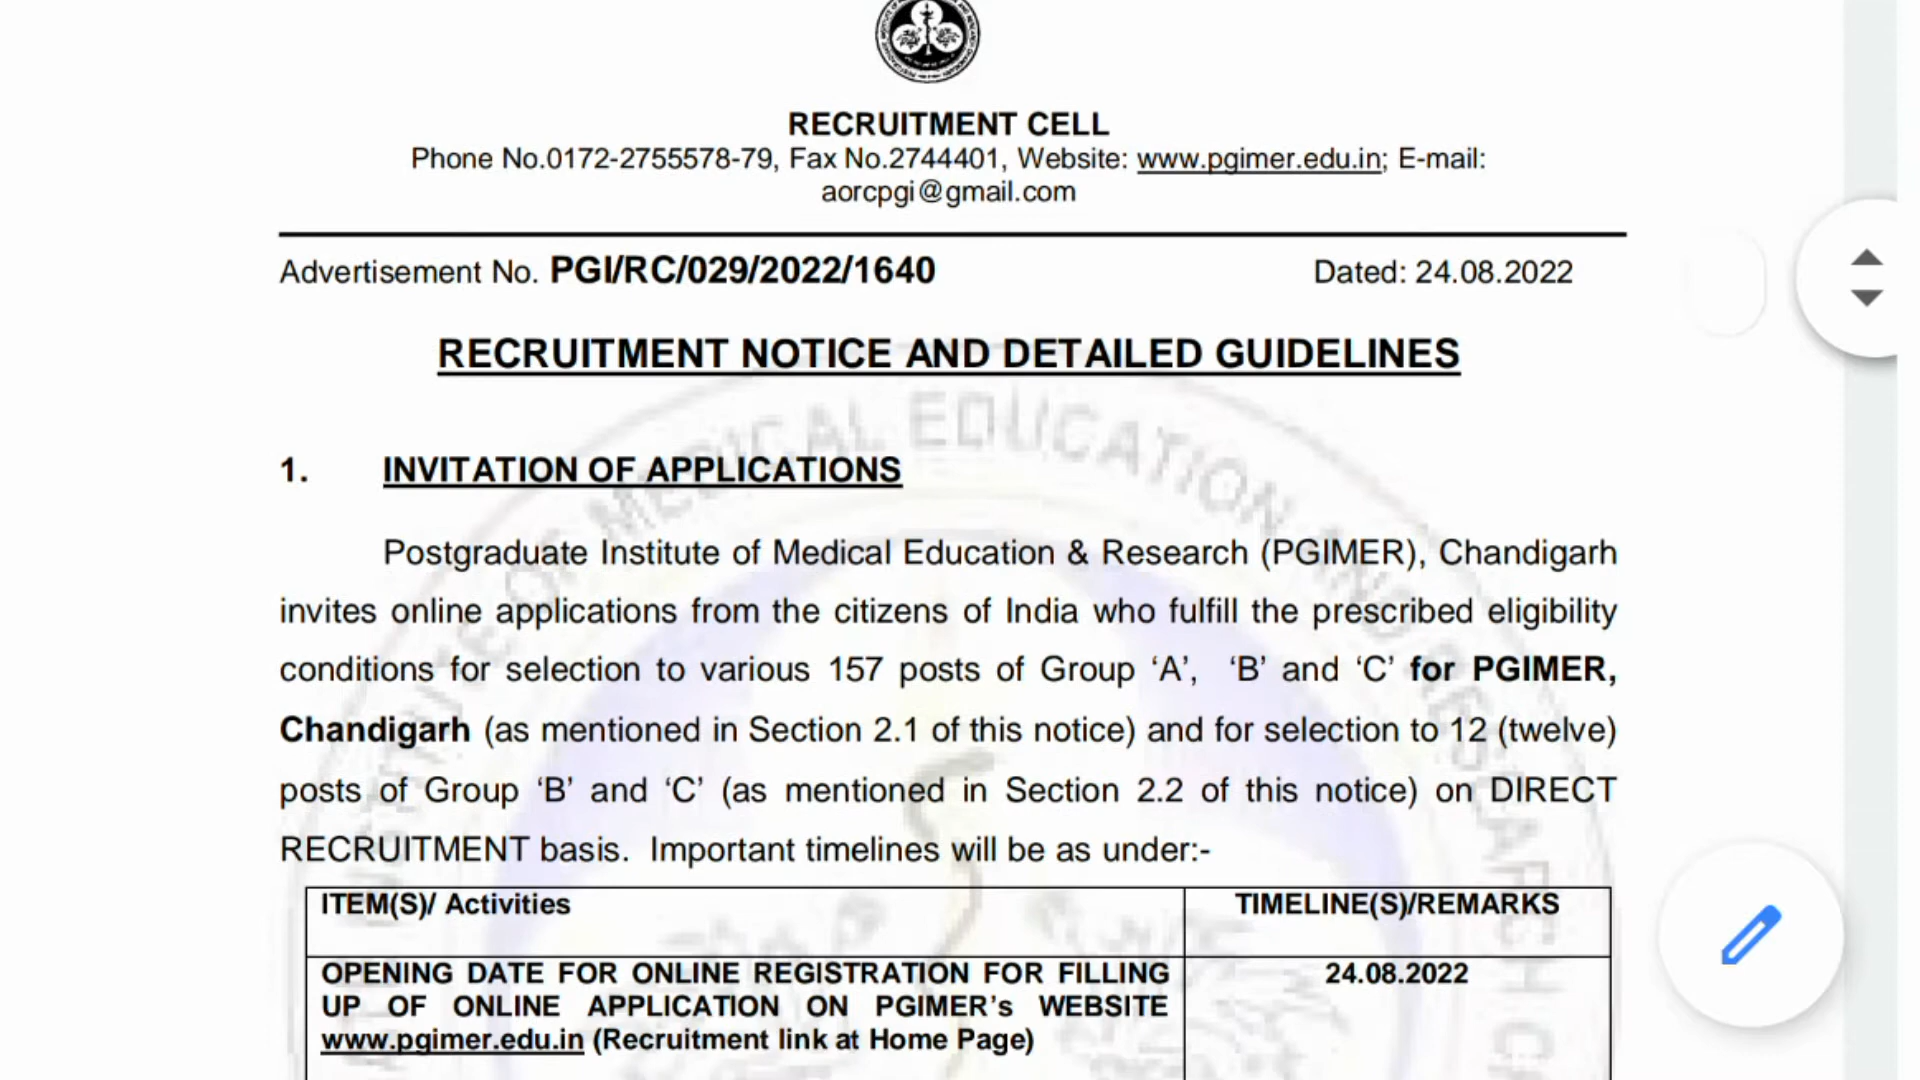 RECRUITMENT CELL
Phone No.0172-2755578-79, Fax No.2744401, Website: www.pgimer.edu.in; E-mail:
aorcpgi@gmail.com
Advertisement No. PGI/RC/029/2022/1640 Dated: 24.08.2022
RECRUITMENT NOTICE AND DETAILED GUIDELINES
1. INVITATION OF APPLICATIONS
Postgraduate Institute of Medical Education & Research (PGIMER), Chandigarh
invites online applications from the citizens of India who fulfill the prescribed eligibility
conditions for selection to various 157 posts of Group ‘A’, ‘B’ and ‘C’ for PGIMER,
Chandigarh (as mentioned in Section 2.1 of this notice) and for selection to 12 (twelve)
posts of Group ‘B’ and ‘C’ (as mentioned in Section 2.2 of this notice) on DIRECT
RECRUITMENT basis. Important timelines will be as under:-
ITEM(S)/ Activities TIMELINE(S)/REMARKS
OPENING DATE FOR ONLINE REGISTRATION FOR FILLING 24.08.2022
UP OF ONLINE APPLICATION ON PGIMER’s WEBSITE
www.pgimer.edu.in (Recruitment link at Home Page)
INSTITUTE OF MEDICAL EDUCATION AND RESEARCH